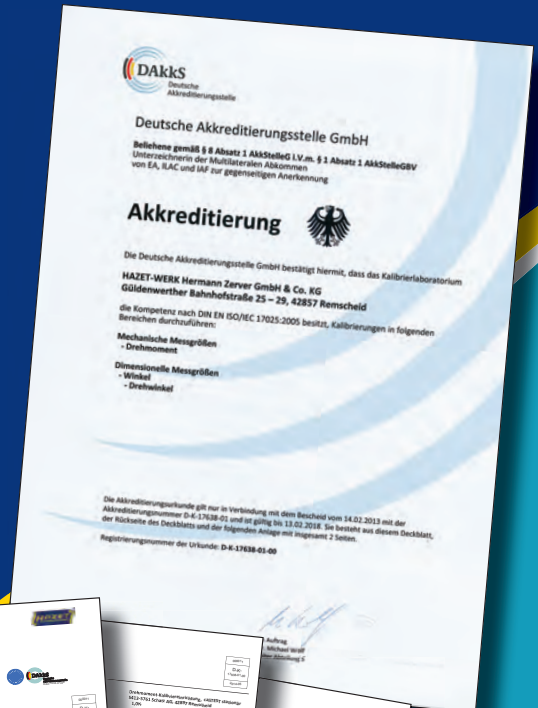 DAkkS
Deutsche
Akkreditierungsstelle
Deutsche Akkreditierungsstelle GmbH
Beliehene gemäß § 8 Absatz 1 AkkStelleG i.V.m. § 1 Absatz 1 AkkStelleGBV
Unterzeichnerin der Multilateralen Abkommen
von EA, ILAC und IAF zur gegenseitigen Anerkennung
Akkreditierung
Die Deutsche Akkreditierungsstelle GmbH bestätigt hiermit, dass das Kalibrierlaboratorium
HAZET-WERK Hermann Zerver GmbH & Co. KG
Güldenwerther Bahnhofstraße 25 – 29, 42857 Remscheid
die Kompetenz nach DIN EN ISO/IEC 17025:2005 besitzt, Kalibrierungen in folgenden
Bereichen durchzuführen:
Mechanische Messgrößen
- Drehmoment
Dimensionelle Messgrößen
- Winkel
- Drehwinkel
Die Akkreditierungsurkunde gilt nur in Verbindung mit dem Bescheid vom 14.02.2013 mit der
Akkreditierungsnummer D-K-17638-01 und ist gültig bis 13.02.2018. Sie besteht aus diesem Deckblatt,
der Rückseite des Deckblatts und der folgenden Anlage mit insgesamt 2 Seiten.
Registrierungsnummer der Urkunde: D-K-17638-01-00
Auftrag
Michael Wolf
Abteilung 6
HAZET
DAkkS